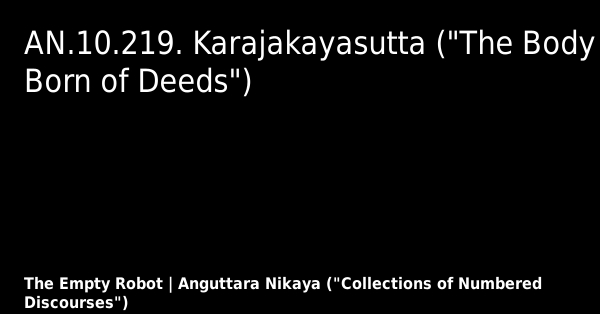 AN.10.219. Karajakayasutta ("The Body
Born of Deeds")
The Empty Robot | Anguttara Nikaya ("Collections of Numbered
Discourses")